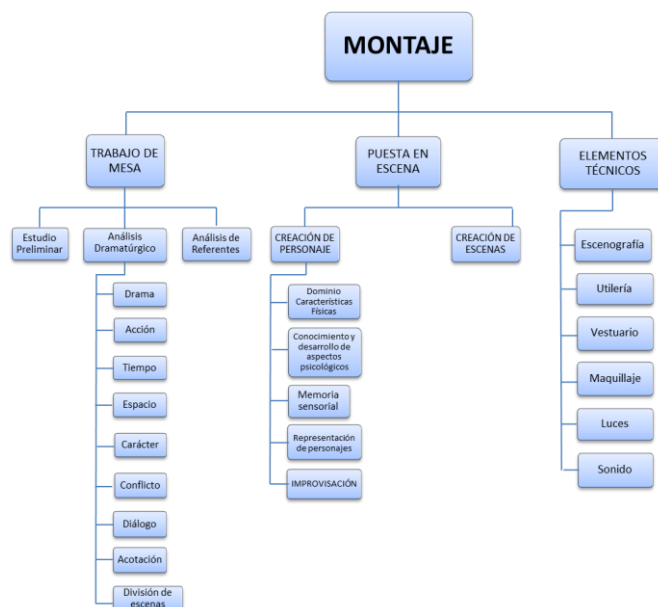 MONTAJE
TRABAJO DE
MESA
PUESTA EN
ESCENA
ELEMENTOS
TÉCNICOS
Estudio
Preliminar
Análisis
Dramatúrgico
Análisis de
Referentes
CREACIÓN DE
PERSONAJE
CREACIÓN DE
ESCENAS
Drama
Acción
Tiempo
Espacio
Carácter
Conflicto
Diálogo
Acotación
División de
escenas
Dominio
Características
Físicas
Conocimiento y
desarrollo de
aspectos
psicológicos
Memoria
sensorial
Representación
de personajes
IMPROVISACIÓN
Escenografía
Utilería
Vestuario
Maquillaje
Luces
Sonido